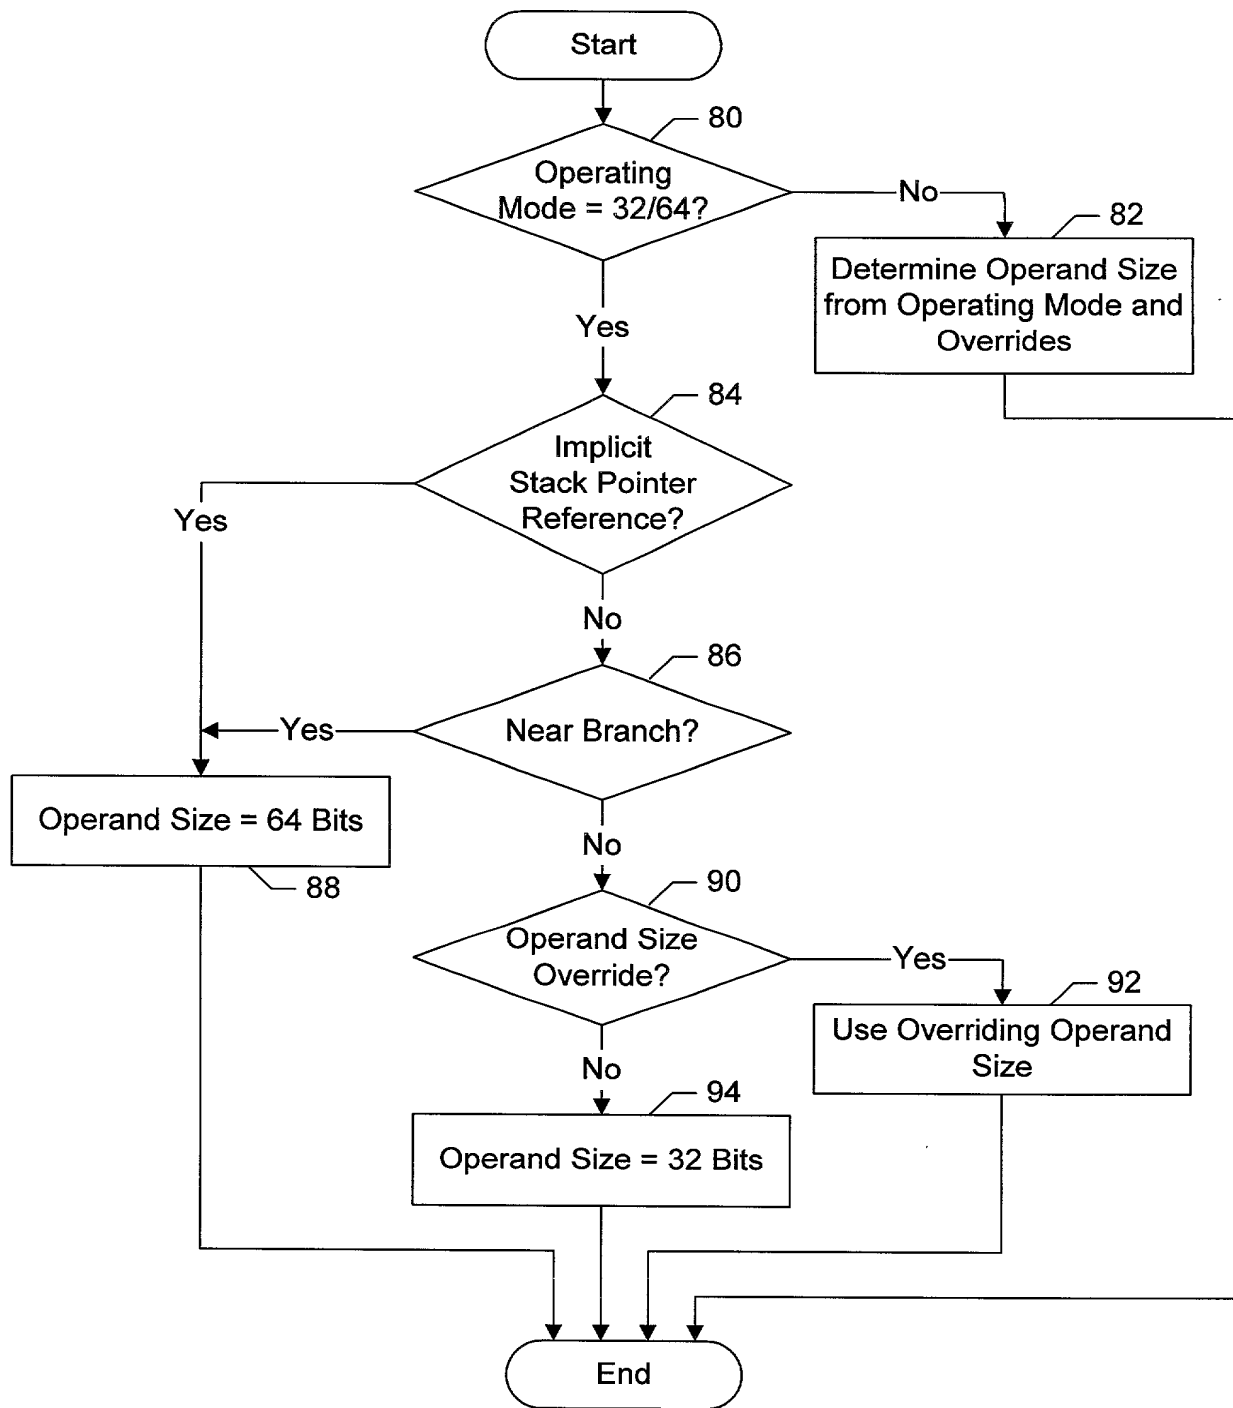 Start
80
Operating
Mode = 32/64?
No
82
Determine Operand Size
from Operating Mode and
Overrides
Yes
84
Implicit
Stack Pointer
Reference?
Yes
No
86
Near Branch?
Yes
Operand Size = 64 Bits
88
No
90
Operand Size
Override?
Yes
92
Use Overriding Operand
Size
No
94
Operand Size = 32 Bits
End